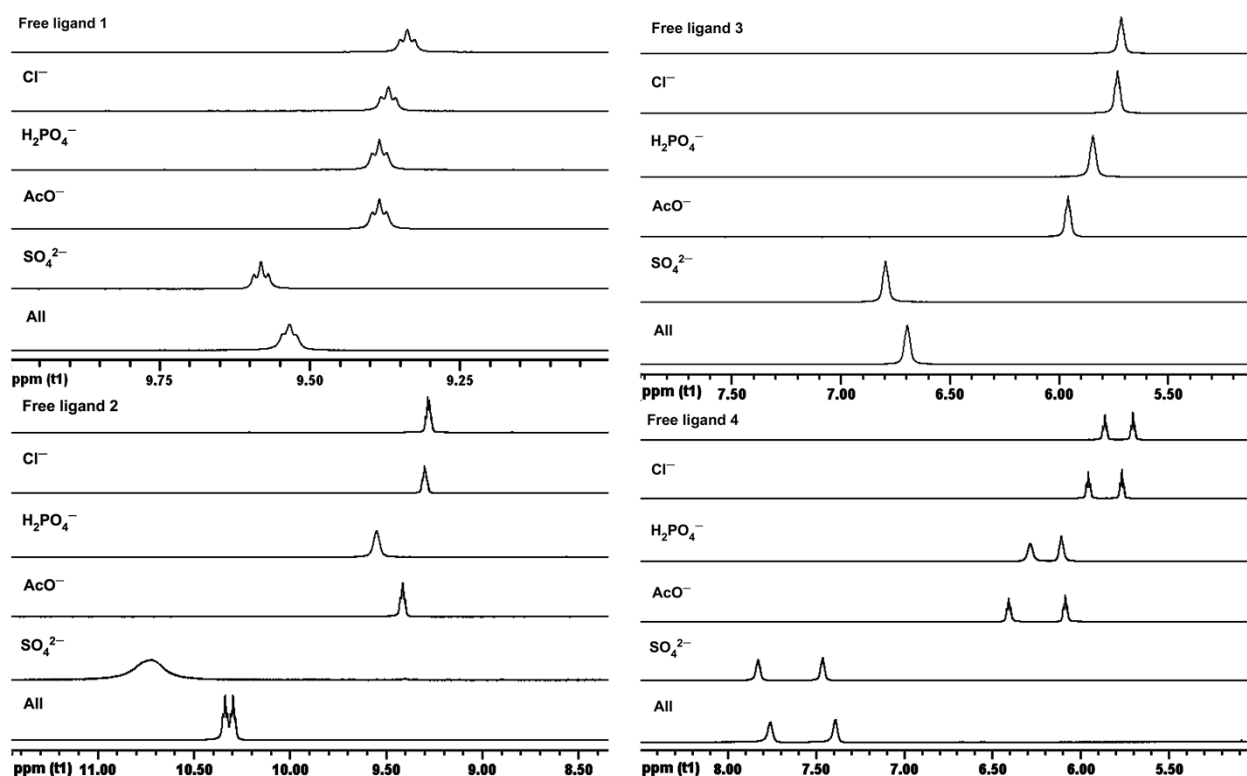 Free ligand 1
Cl⁻
H₂PO₄⁻
AcO⁻
SO₄²⁻
All
9.75 9.50 9.25
ppm (t1)
Free ligand 2
Cl⁻
H₂PO₄⁻
AcO⁻
SO₄²⁻
All
11.00 10.50 10.00 9.50 9.00 8.50
ppm (t1)
Free ligand 3
Cl⁻
H₂PO₄⁻
AcO⁻
SO₄²⁻
All
7.50 7.00 6.50 6.00 5.50
ppm (t1)
Free ligand 4
Cl⁻
H₂PO₄⁻
AcO⁻
SO₄²⁻
All
8.00 7.50 7.00 6.50 6.00 5.50
ppm (t1)